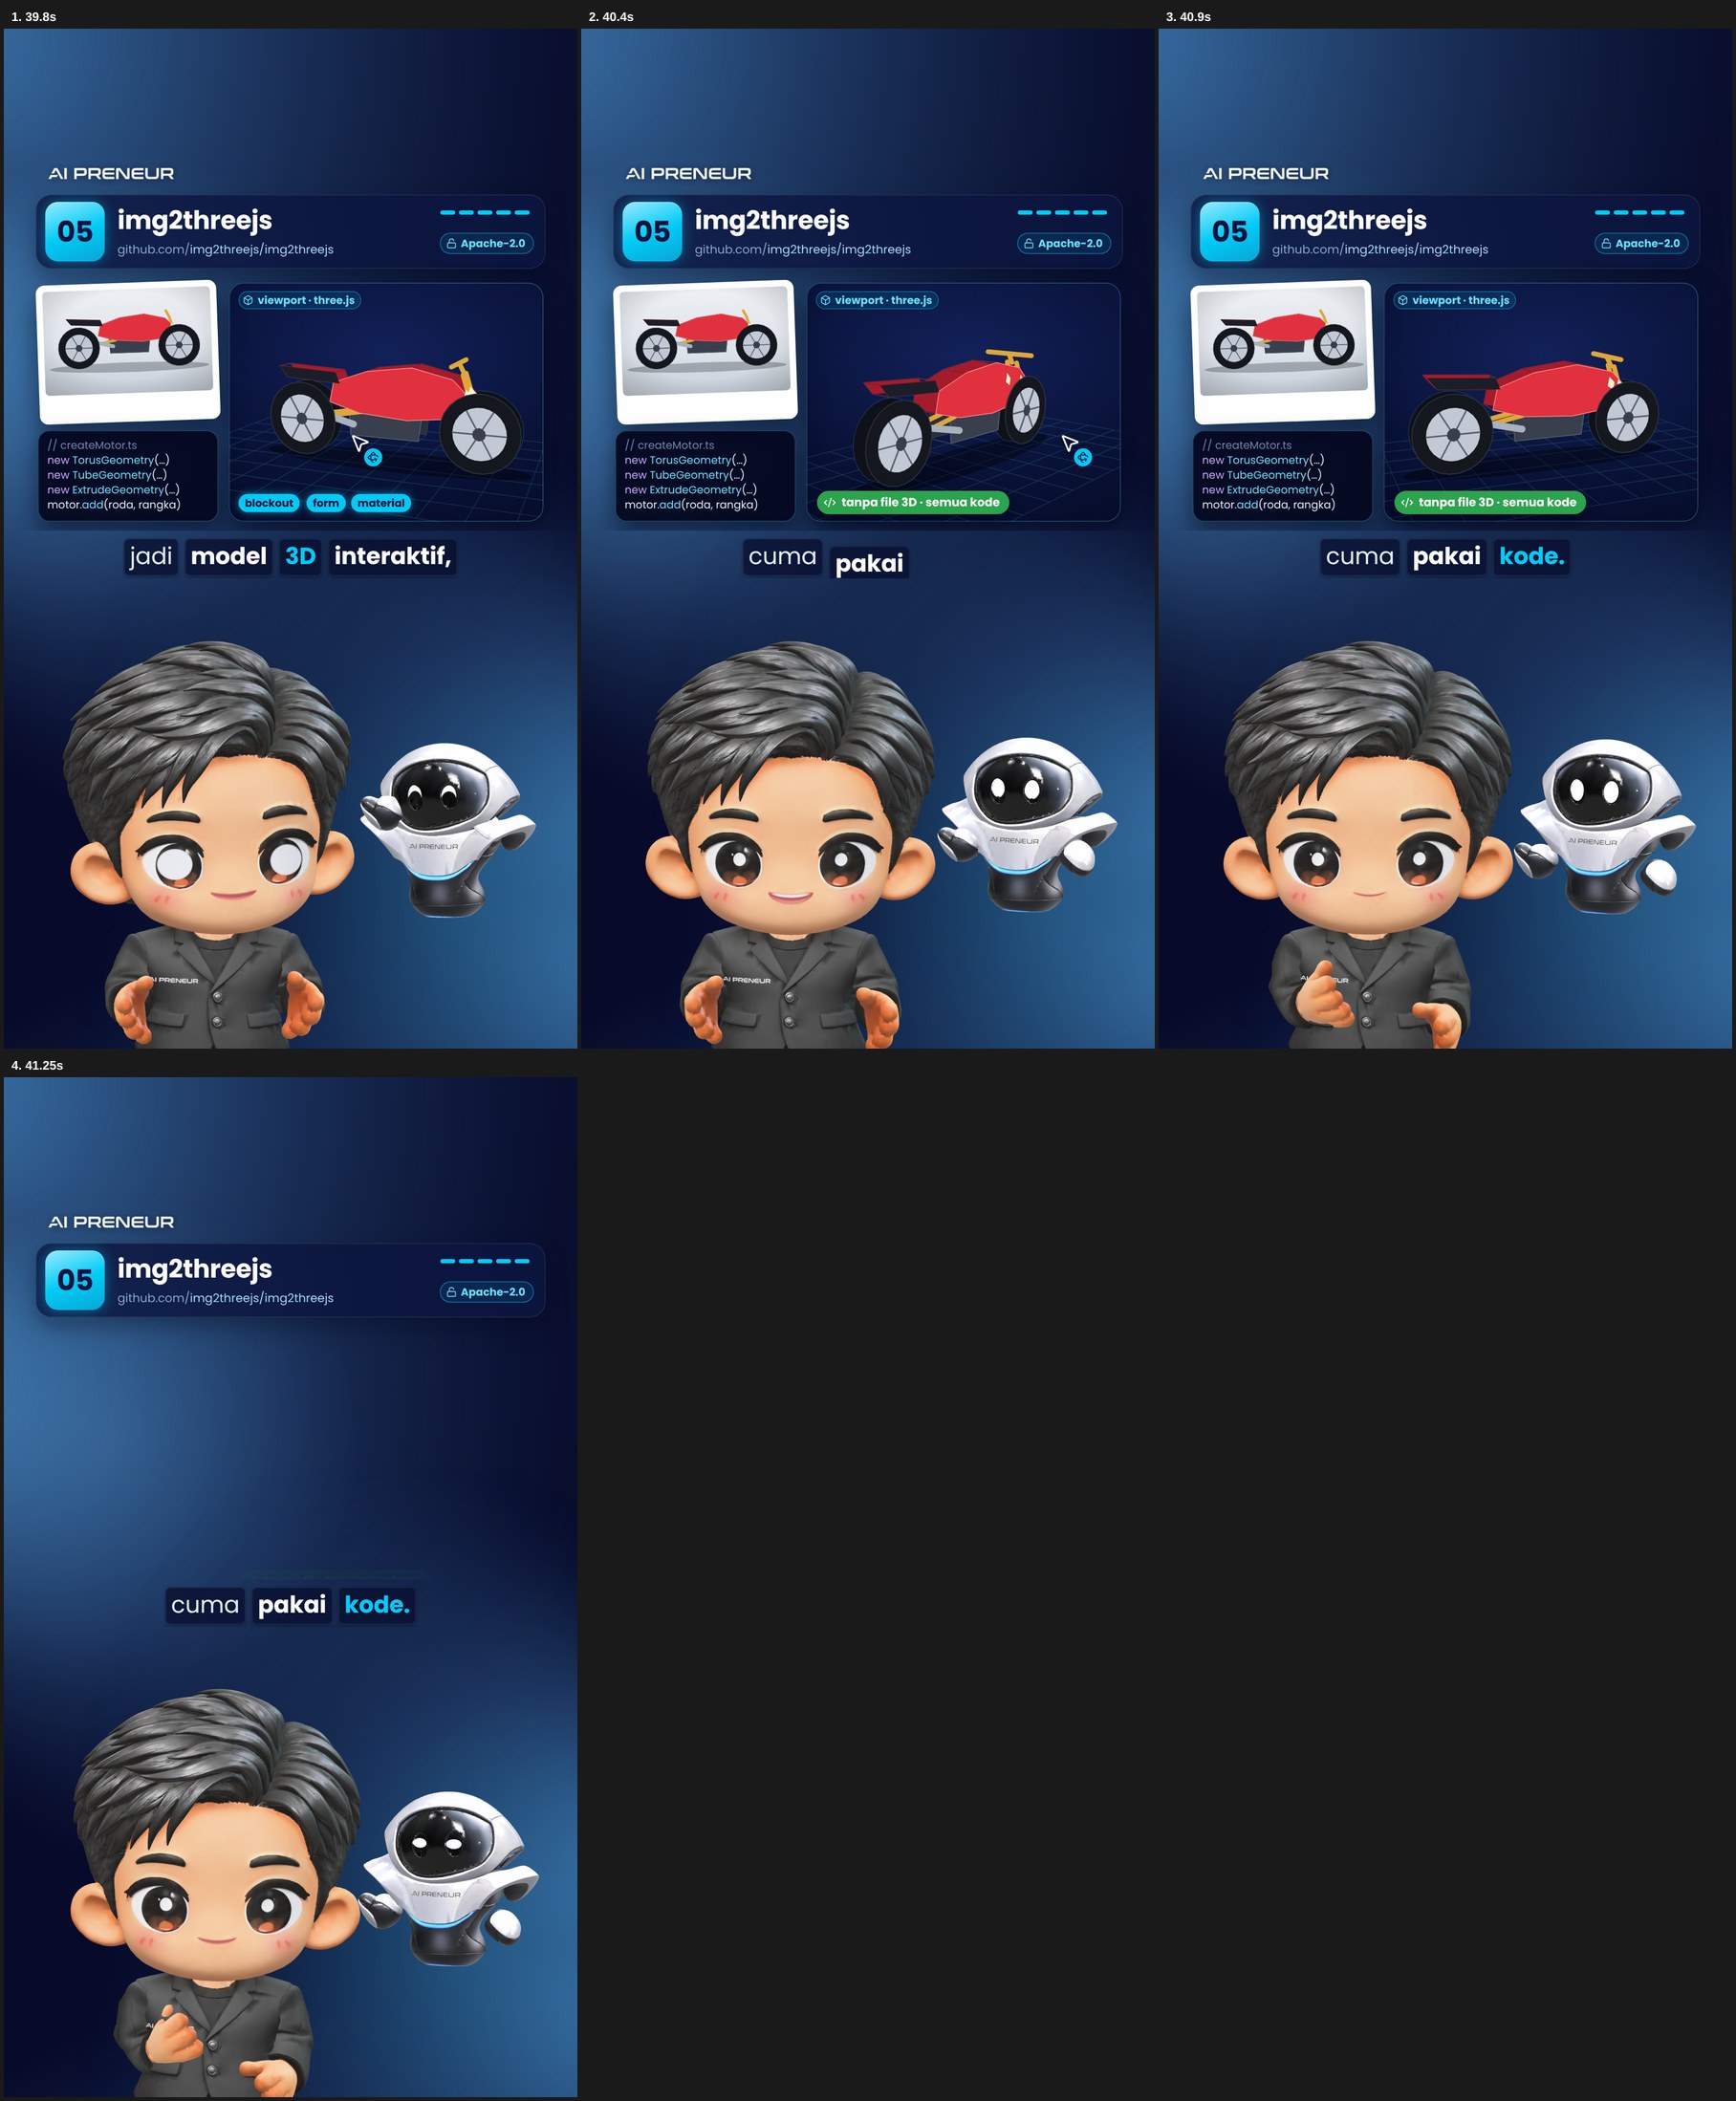 1. 39.8s
AI PRENEUR
05
img2threejs
github.com/img2threejs/img2threejs
Apache-2.0
viewport · three.js
// createMotor.ts
new TorusGeometry(...)
new TubeGeometry(...)
new ExtrudeGeometry(...)
motor.add(roda, rangka)
blockout form material
jadi model 3D interaktif,
AI PRENEUR
AI PRENEUR
2. 40.4s
AI PRENEUR
05
img2threejs
github.com/img2threejs/img2threejs
Apache-2.0
viewport · three.js
// createMotor.ts
new TorusGeometry(...)
new TubeGeometry(...)
new ExtrudeGeometry(...)
motor.add(roda, rangka)
</> tanpa file 3D · semua kode
cuma pakai
AI PRENEUR
AI PRENEUR
3. 40.9s
AI PRENEUR
05
img2threejs
github.com/img2threejs/img2threejs
Apache-2.0
viewport · three.js
// createMotor.ts
new TorusGeometry(...)
new TubeGeometry(...)
new ExtrudeGeometry(...)
motor.add(roda, rangka)
</> tanpa file 3D · semua kode
cuma pakai kode.
AI PRENEUR
4. 41.25s
AI PRENEUR
05
img2threejs
github.com/img2threejs/img2threejs
Apache-2.0
cuma pakai kode.
AI PRENEUR